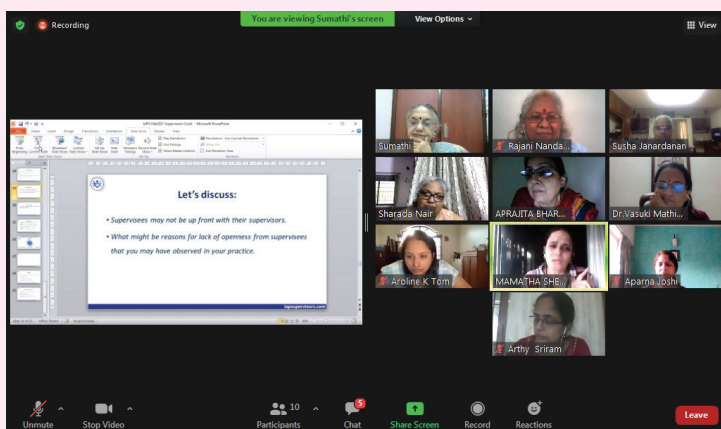 Recording
You are viewing Sumathi's screen
View Options
View
Let's discuss:
• Supervisees may not be up front with their supervisors.
• What might be reasons for lack of openness from supervisees
that you may have observed in your practice.
Sumathi
Rajani Nanda...
Susha Janardanan
Sharada Nair
APRAJITA BHAR...
Dr.Vasuki Mathi...
Aroline K Tom
MAMATHA SHE...
Aparna Joshi
Arthy Sriram
Unmute
Stop Video
10
Participants
5
Chat
Share Screen
Record
Reactions
Leave